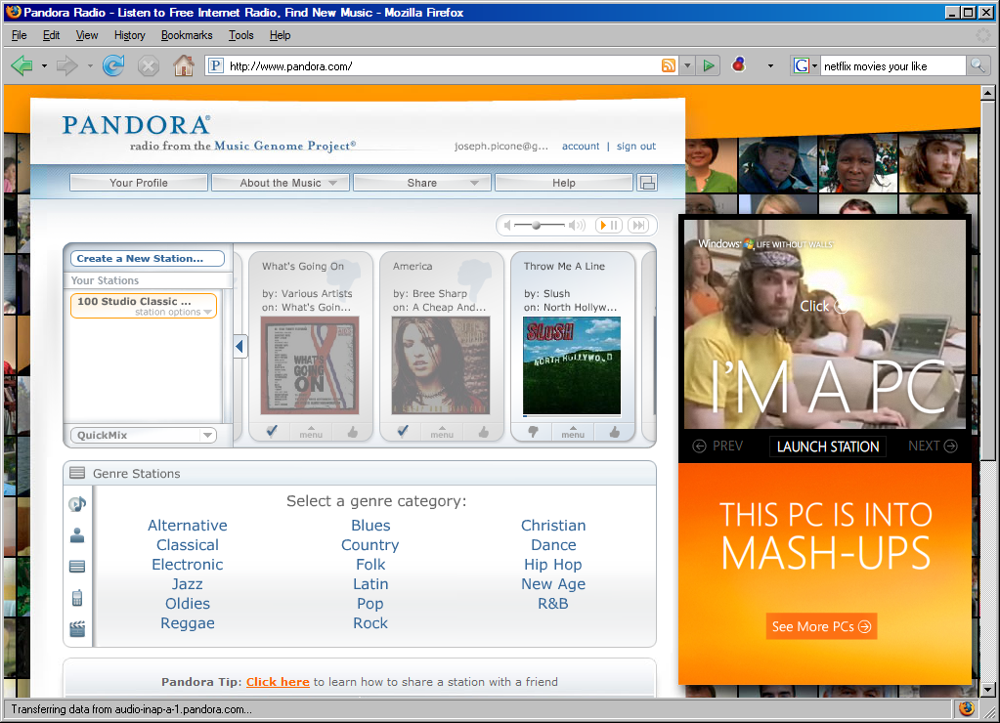 Pandora Radio - Listen to Free Internet Radio, Find New Music - Mozilla Firefox
File Edit View History Bookmarks Tools Help
http://www.pandora.com/
netflix movies your like
PANDORA®
radio from the Music Genome Project®
joseph.picone@g... account | sign out
Your Profile About the Music Share Help
Create a New Station...
Your Stations
100 Studio Classic ...
station options
QuickMix
What's Going On
by: Various Artists
on: What's Goin...
WHAT'S GOING ON
menu
America
by: Bree Sharp
on: A Cheap And...
menu
Throw Me A Line
by: Slush
on: North Hollyw...
SLUSH
NORTH HOLLYWOLD
menu
Windows® LIFE WITHOUT WALLS™
Click
I'M A PC
PREV LAUNCH STATION NEXT
THIS PC IS INTO
MASH-UPS
See More PCs
Genre Stations
Select a genre category:
Alternative Blues Christian
Classical Country Dance
Electronic Folk Hip Hop
Jazz Latin New Age
Oldies Pop R&B
Reggae Rock
Pandora Tip: Click here to learn how to share a station with a friend
Transferring data from audio-inap-a-1.pandora.com...